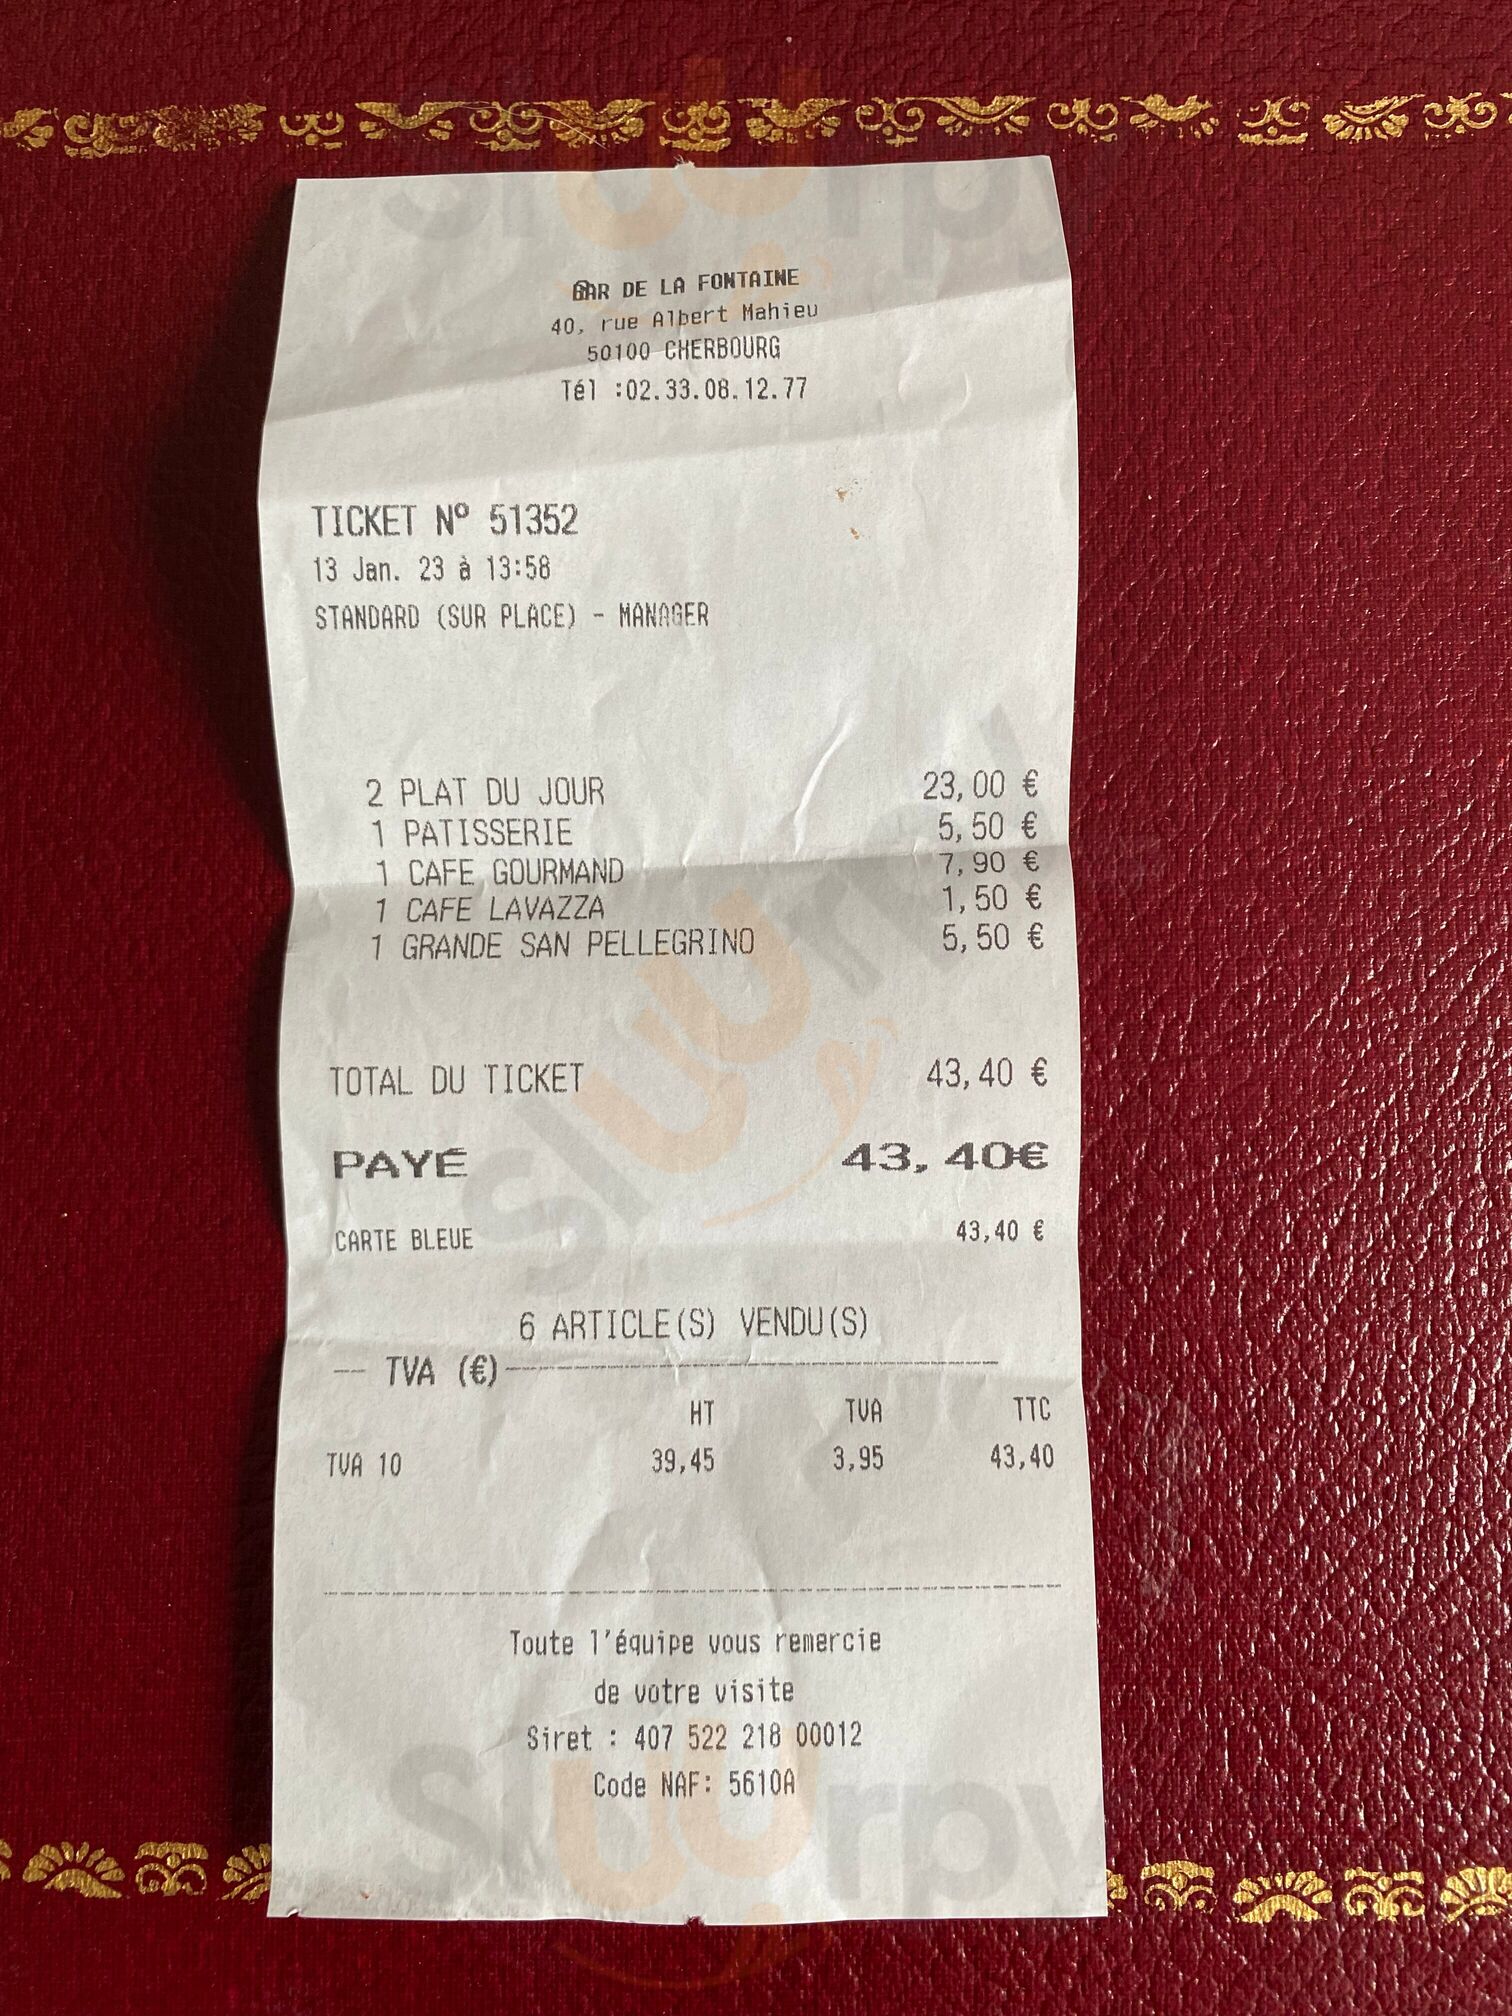 BAR DE LA FONTAINE
40, rue Albert Mahieu
50100 CHERBOURG
Tél :02.33.08.12.77
TICKET N° 51352
13 Jan. 23 à 13:58
STANDARD (SUR PLACE) - MANAGER
2 PLAT DU JOUR 23,00 €
1 PATISSERIE 5,50 €
1 CAFE GOURMAND 7,90 €
1 CAFE LAVAZZA 1,50 €
1 GRANDE SAN PELLEGRINO 5,50 €
TOTAL DU TICKET 43,40 €
PAYÉ 43,40€
CARTE BLEUE 43,40 €
6 ARTICLE(S) VENDU(S)
TVA (€)
HT TVA TTC
TVA 10 39,45 3,95 43,40
Toute l'équipe vous remercie
de votre visite
Siret : 407 522 218 00012
Code NAF: 5610A
sluurpy
sluurpy
sluurpy